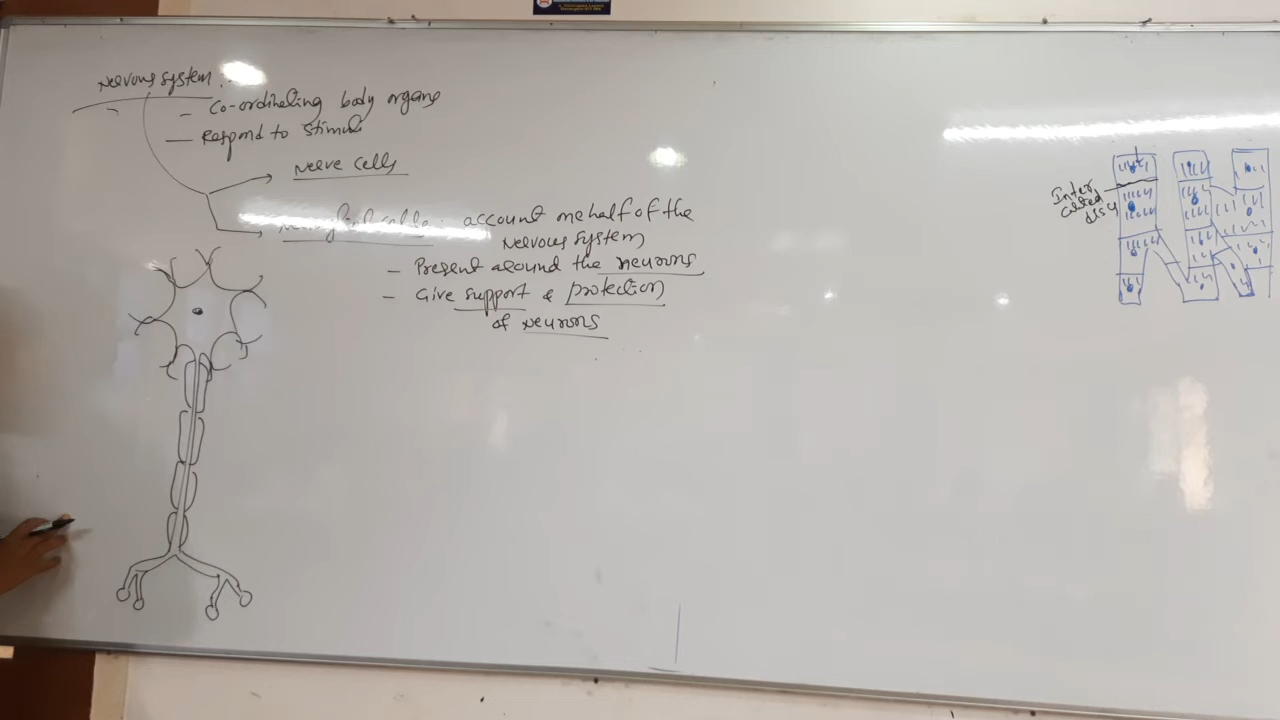 Nervous system :-
- Co-ordinating body organs
- Respond to stimuli
Nerve cells
account one half of the
Nervous system
- Present around the neurons
- Give support & protection
of neurons
Inter
calated
disc